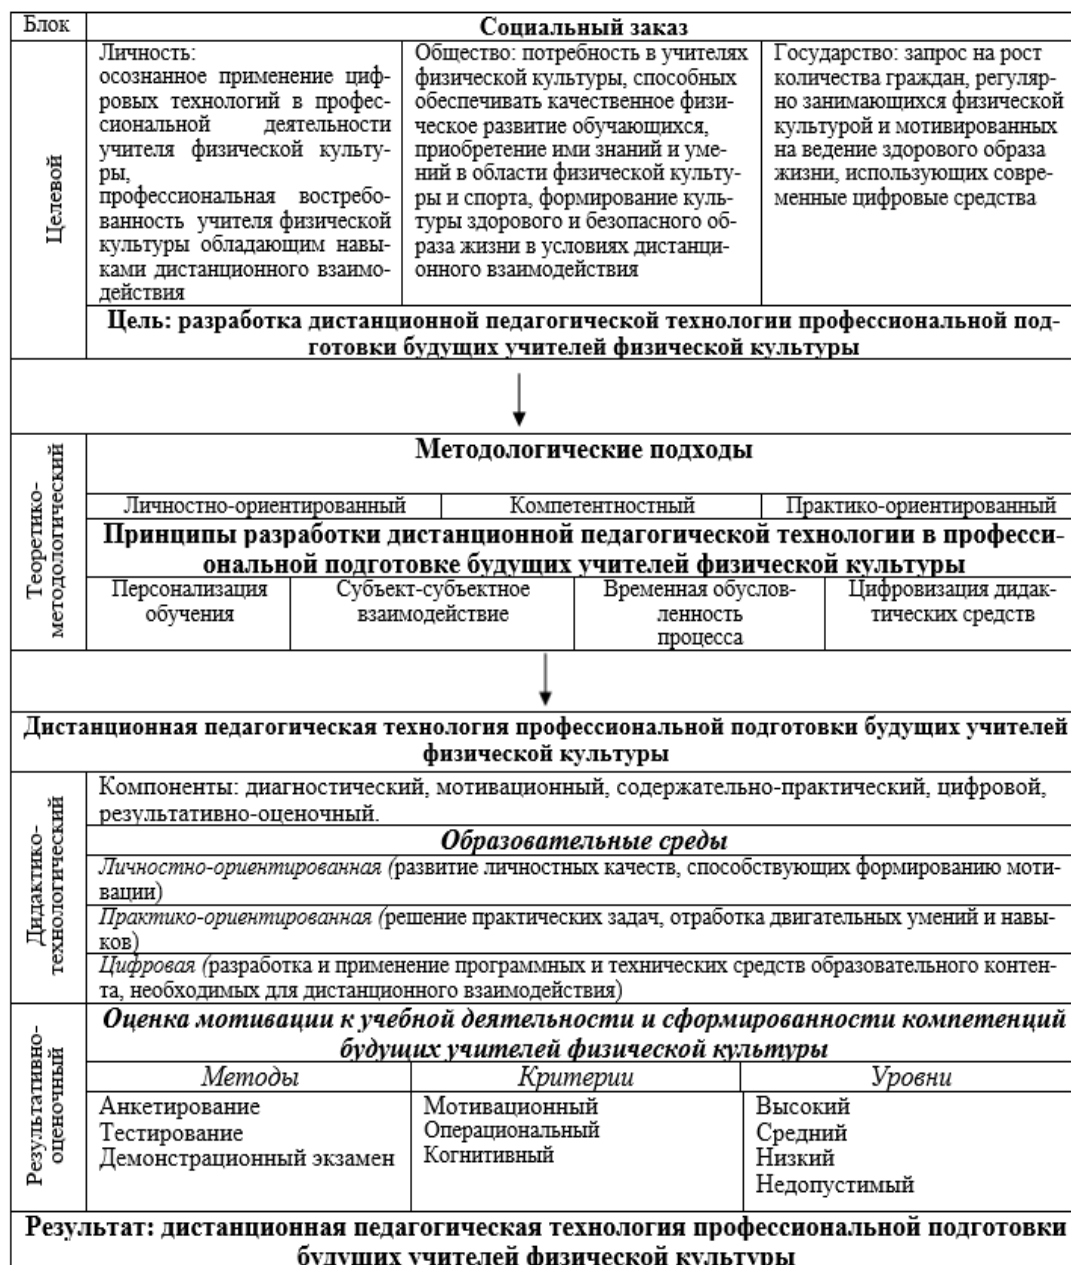 Блок
Социальный заказ
Целевой
Личность:
осознанное применение циф-
ровых технологий в профес-
сиональной деятельности
учителя физической культу-
ры,
профессиональная востребо-
ванность учителя физической
культуры обладающим навы-
ками дистанционного взаимо-
действия
Общество: потребность в учителях
физической культуры, способных
обеспечивать качественное физи-
ческое развитие обучающихся,
приобретение ими знаний и уме-
ний в области физической культу-
ры и спорта, формирование куль-
туры здорового и безопасного об-
раза жизни в условиях дистанци-
онного взаимодействия
Государство: запрос на рост
количества граждан, регуляр-
но занимающихся физической
культурой и мотивированных
на ведение здорового образа
жизни, использующих совре-
менные цифровые средства
Цель: разработка дистанционной педагогической технологии профессиональной под-
готовки будущих учителей физической культуры
Теоретико-
методологический
Методологические подходы
Личностно-ориентированный
Компетентностный
Практико-ориентированный
Принципы разработки дистанционной педагогической технологии в професси-
ональной подготовке будущих учителей физической культуры
Персонализация
обучения
Субъект-субъектное
взаимодействие
Временная обуслов-
ленность
процесса
Цифровизация дидак-
тических средств
Дистанционная педагогическая технология профессиональной подготовки будущих учителей
физической культуры
Дидактико-
технологический
Компоненты: диагностический, мотивационный, содержательно-практический, цифровой,
результативно-оценочный.
Образовательные среды
Личностно-ориентированная (развитие личностных качеств, способствующих формированию моти-
вации)
Практико-ориентированная (решение практических задач, отработка двигательных умений и навы-
ков)
Цифровая (разработка и применение программных и технических средств образовательного контен-
та, необходимых для дистанционного взаимодействия)
Результативно-
оценочный
Оценка мотивации к учебной деятельности и сформированности компетенций
будущих учителей физической культуры
Методы
Критерии
Уровни
Анкетирование
Тестирование
Демонстрационный экзамен
Мотивационный
Операциональный
Когнитивный
Высокий
Средний
Низкий
Недопустимый
Результат: дистанционная педагогическая технология профессиональной подготовки
будущих учителей физической культуры